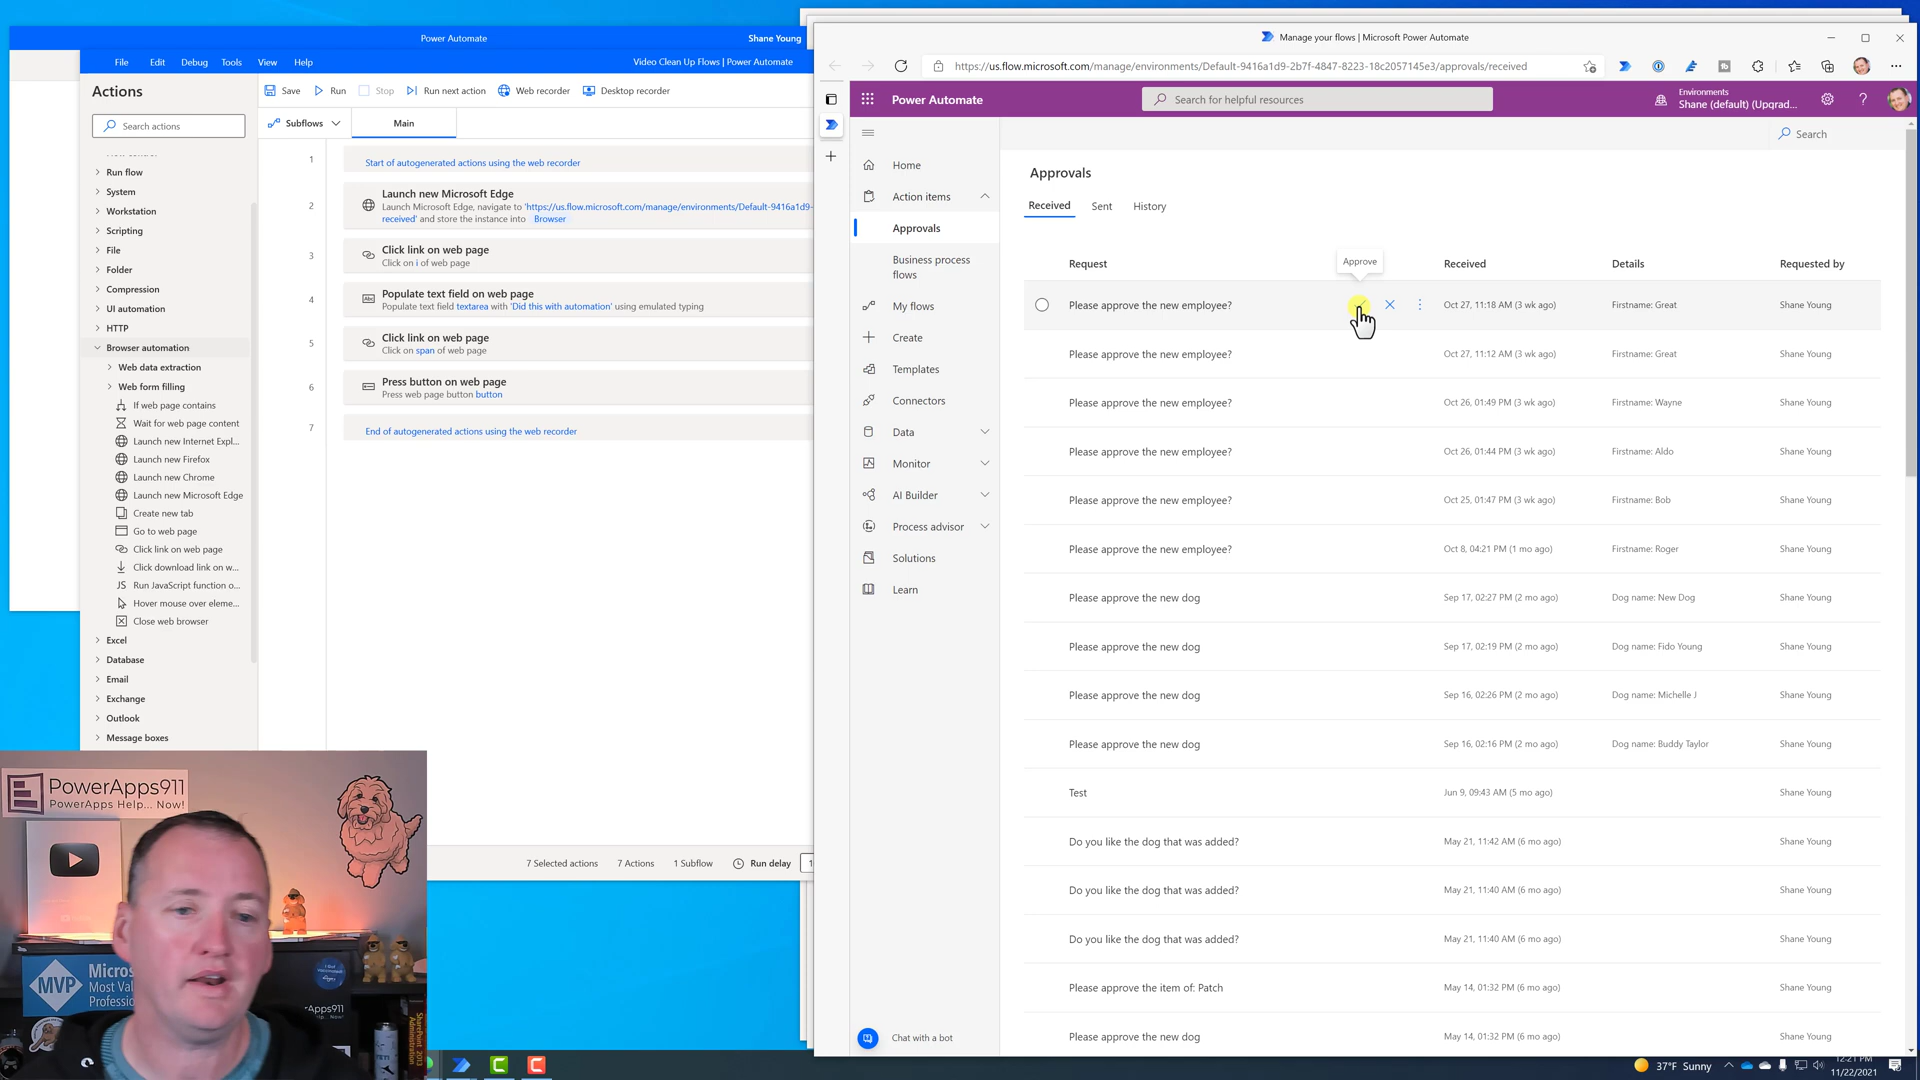 Power Automate
Shane Young
File Edit Debug Tools View Help
Video Clean Up Flows | Power Automate
Actions
Search actions
Run flow
System
Workstation
Scripting
File
Folder
Compression
UI automation
HTTP
Browser automation
Web data extraction
Web form filling
If web page contains
Wait for web page content
Launch new Internet Expl...
Launch new Firefox
Launch new Chrome
Launch new Microsoft Edge
Create new tab
Go to web page
Click link on web page
Click download link on w...
JS Run JavaScript function o...
Hover mouse over eleme...
Close web browser
Excel
Database
Email
Exchange
Outlook
Message boxes
Save Run Stop Run next action Web recorder Desktop recorder
Subflows Main
1 Start of autogenerated actions using the web recorder
2 Launch new Microsoft Edge
Launch Microsoft Edge, navigate to 'https://us.flow.microsoft.com/manage/environments/Default-9416a1d9-
received' and store the instance into Browser
3 Click link on web page
Click on i of web page
4 Populate text field on web page
Populate text field textarea with 'Did this with automation' using emulated typing
5 Click link on web page
Click on span of web page
6 Press button on web page
Press web page button button
7 End of autogenerated actions using the web recorder
7 Selected actions 7 Actions 1 Subflow Run delay 1
Manage your flows | Microsoft Power Automate
https://us.flow.microsoft.com/manage/environments/Default-9416a1d9-2b7f-4847-8223-18c2057145e3/approvals/received
Power Automate
Search for helpful resources
Environments
Shane (default) (Upgrad...
Search
Home
Action items
Approvals
Business process
flows
My flows
Create
Templates
Connectors
Data
Monitor
AI Builder
Process advisor
Solutions
Learn
Chat with a bot
Approvals
Received Sent History
Approve
Request Received Details Requested by
Please approve the new employee? Oct 27, 11:18 AM (3 wk ago) Firstname: Great Shane Young
Please approve the new employee? Oct 27, 11:12 AM (3 wk ago) Firstname: Great Shane Young
Please approve the new employee? Oct 26, 01:49 PM (3 wk ago) Firstname: Wayne Shane Young
Please approve the new employee? Oct 26, 01:44 PM (3 wk ago) Firstname: Aldo Shane Young
Please approve the new employee? Oct 25, 01:47 PM (3 wk ago) Firstname: Bob Shane Young
Please approve the new employee? Oct 8, 04:21 PM (1 mo ago) Firstname: Roger Shane Young
Please approve the new dog Sep 17, 02:27 PM (2 mo ago) Dog name: New Dog Shane Young
Please approve the new dog Sep 17, 02:19 PM (2 mo ago) Dog name: Fido Young Shane Young
Please approve the new dog Sep 16, 02:26 PM (2 mo ago) Dog name: Michelle J Shane Young
Please approve the new dog Sep 16, 02:16 PM (2 mo ago) Dog name: Buddy Taylor Shane Young
Test Jun 9, 09:43 AM (5 mo ago) Shane Young
Do you like the dog that was added? May 21, 11:42 AM (6 mo ago) Shane Young
Do you like the dog that was added? May 21, 11:40 AM (6 mo ago) Shane Young
Do you like the dog that was added? May 21, 11:40 AM (6 mo ago) Shane Young
Please approve the item of: Patch May 14, 01:32 PM (6 mo ago) Shane Young
Please approve the new dog May 14, 01:32 PM (6 mo ago) Shane Young
PowerApps911
PowerApps Help... Now!
MVP
Micros
Most Val
Professio
erApps911
Help... Now!
SharePoint 2013
Administration
YETI
37°F Sunny
12:21 PM
11/22/2021